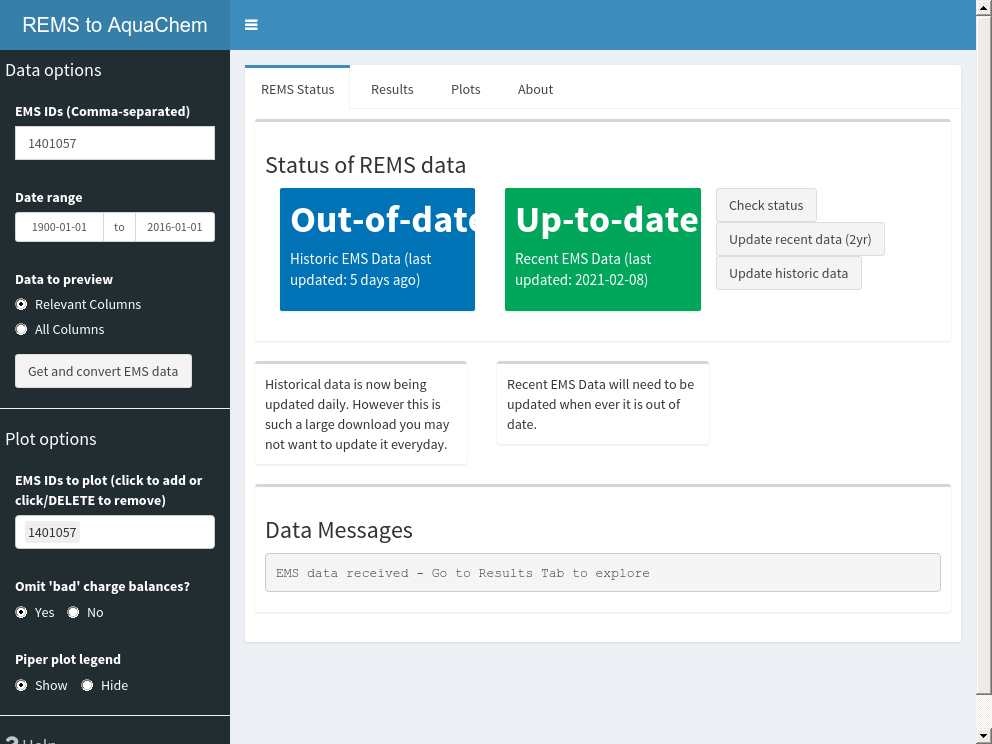 REMS to AquaChem
Data options
EMS IDs (Comma-separated)
1401057
Date range
1900-01-01 to 2016-01-01
Data to preview
Relevant Columns
All Columns
Get and convert EMS data
Plot options
EMS IDs to plot (click to add or
click/DELETE to remove)
1401057
Omit 'bad' charge balances?
Yes No
Piper plot legend
Show Hide
? Help
REMS Status Results Plots About
Status of REMS data
Out-of-date
Historic EMS Data (last
updated: 5 days ago)
Up-to-date
Recent EMS Data (last
updated: 2021-02-08)
Check status
Update recent data (2yr)
Update historic data
Historical data is now being
updated daily. However this is
such a large download you may
not want to update it everyday.
Recent EMS Data will need to be
updated when ever it is out of
date.
Data Messages
EMS data received - Go to Results Tab to explore